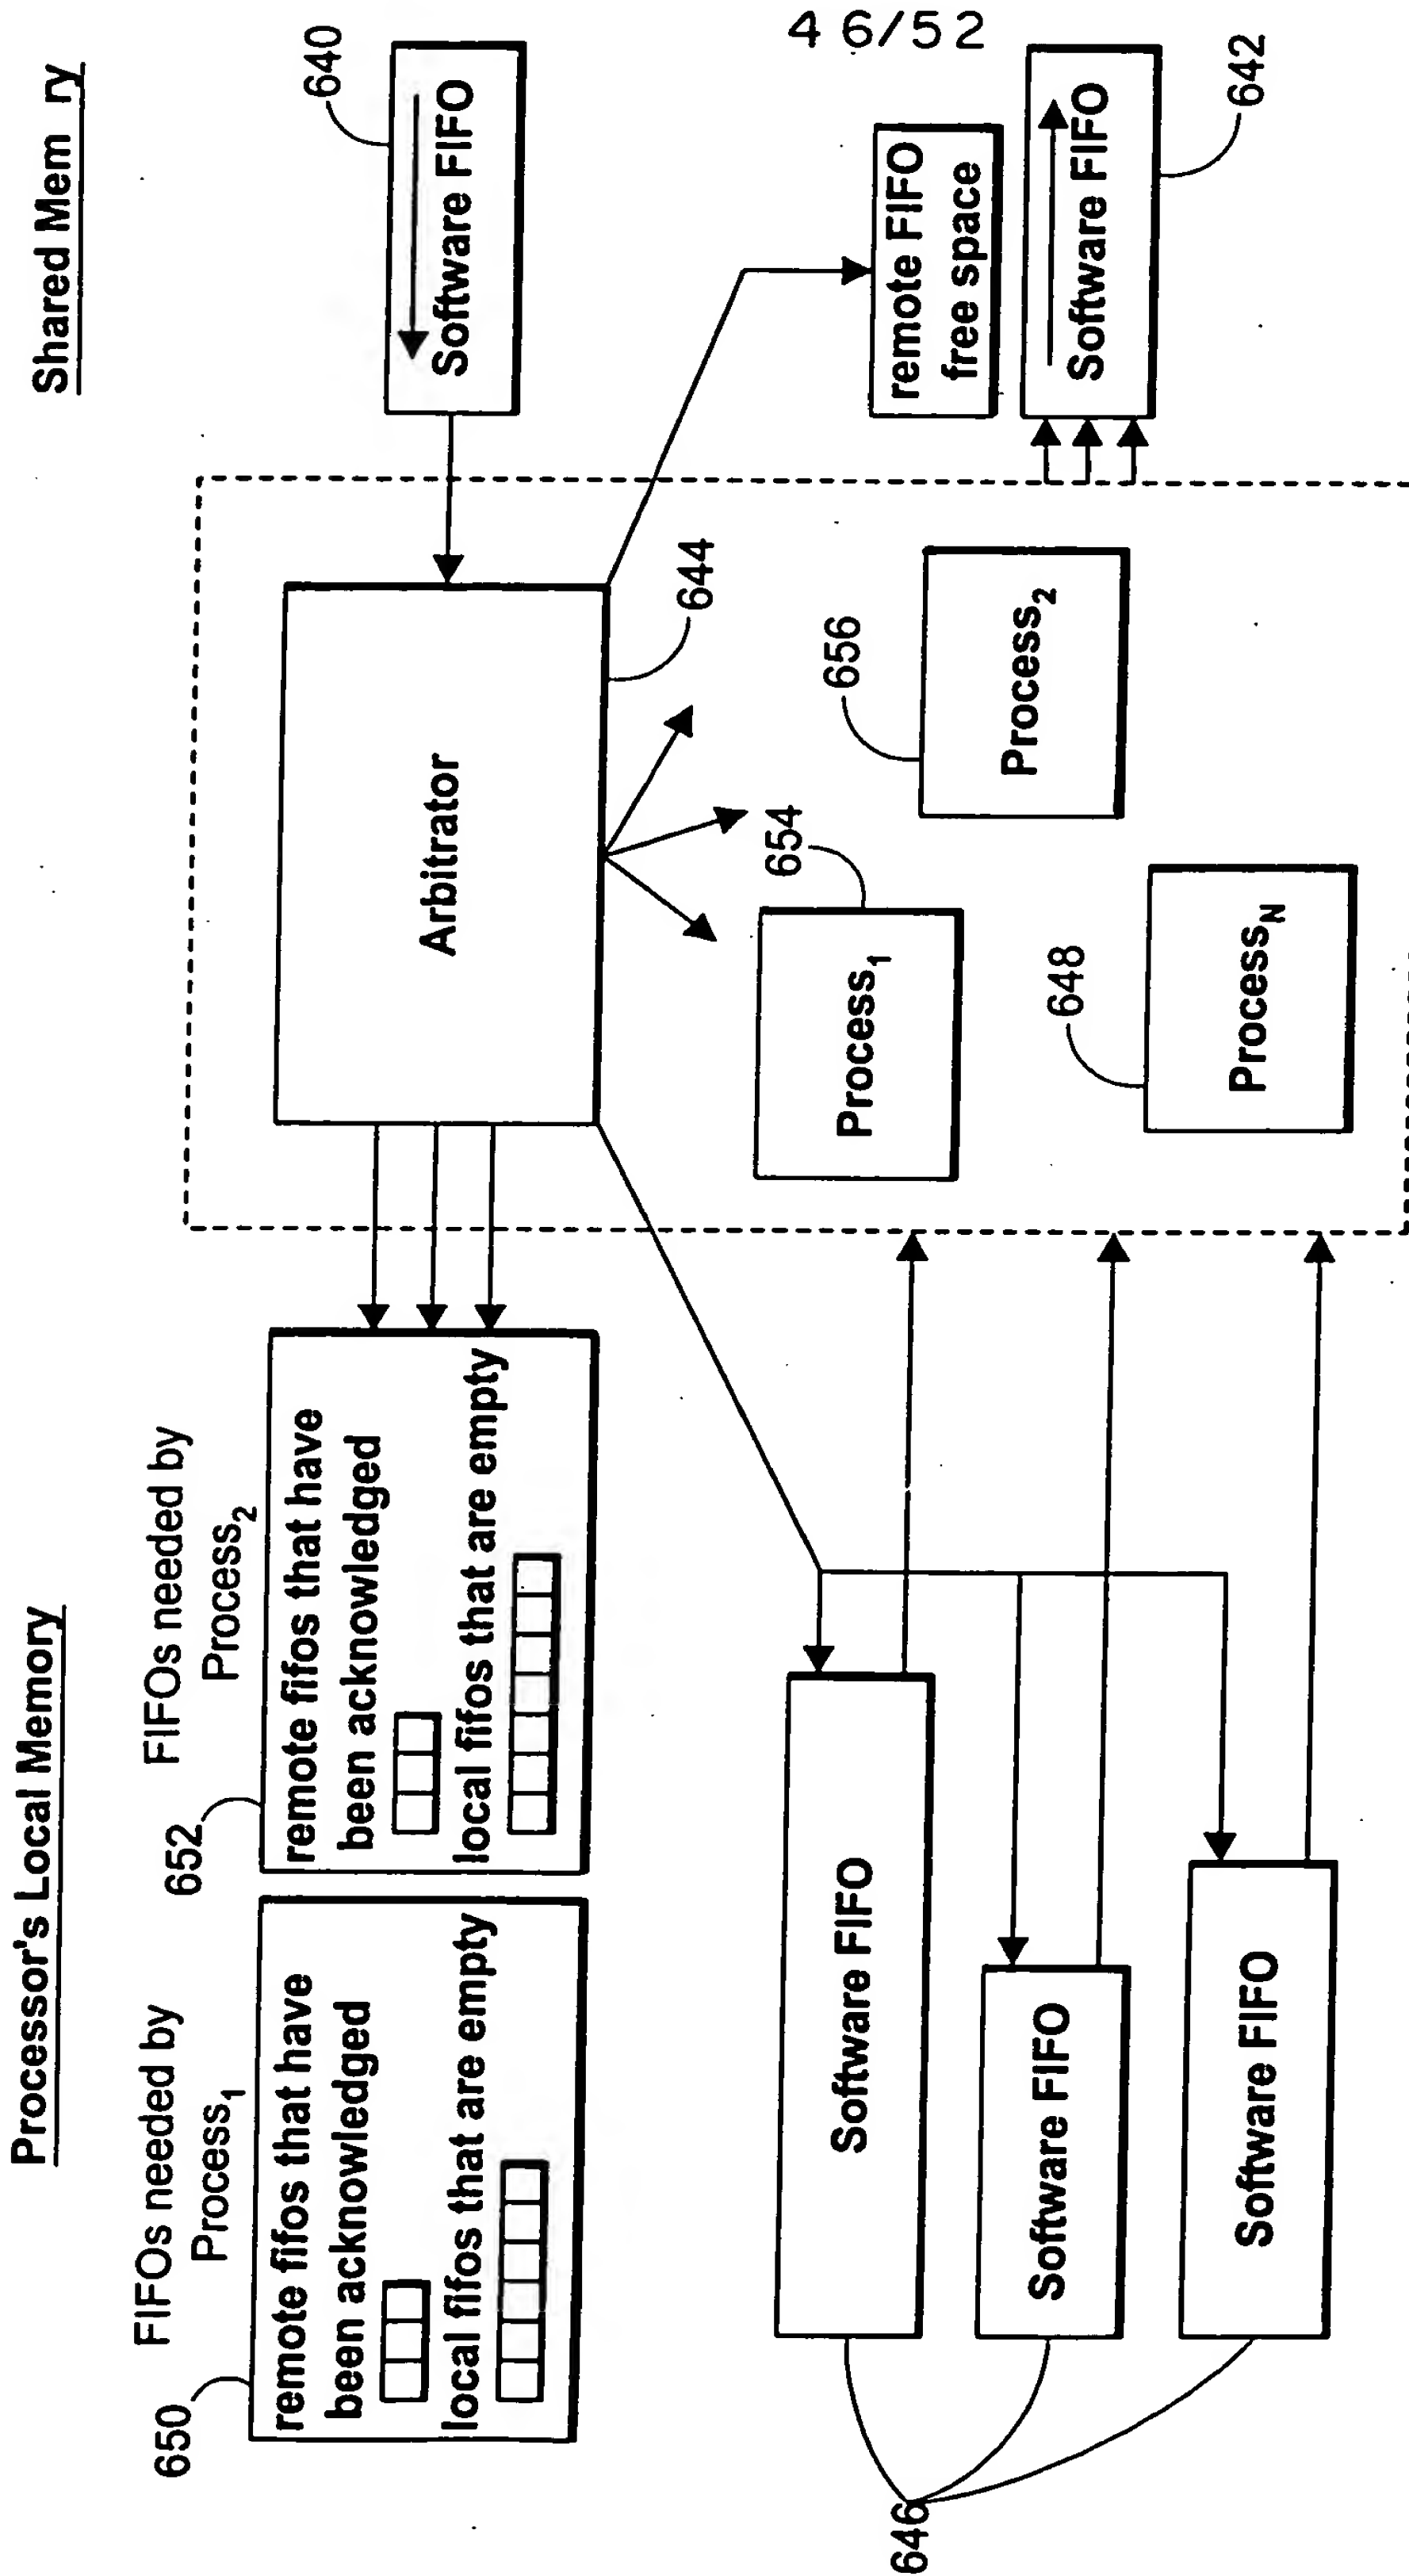 46/52
Processor's Local Memory
Shared Mem ry
FIFOs needed by
Process1
650
remote fifos that have
been acknowledged
local fifos that are empty
FIFOs needed by
Process2
652
remote fifos that have
been acknowledged
local fifos that are empty
Arbitrator
644
640
Software FIFO
remote FIFO
free space
Software FIFO
642
654
Process1
656
Process2
648
ProcessN
Software FIFO
Software FIFO
Software FIFO
646